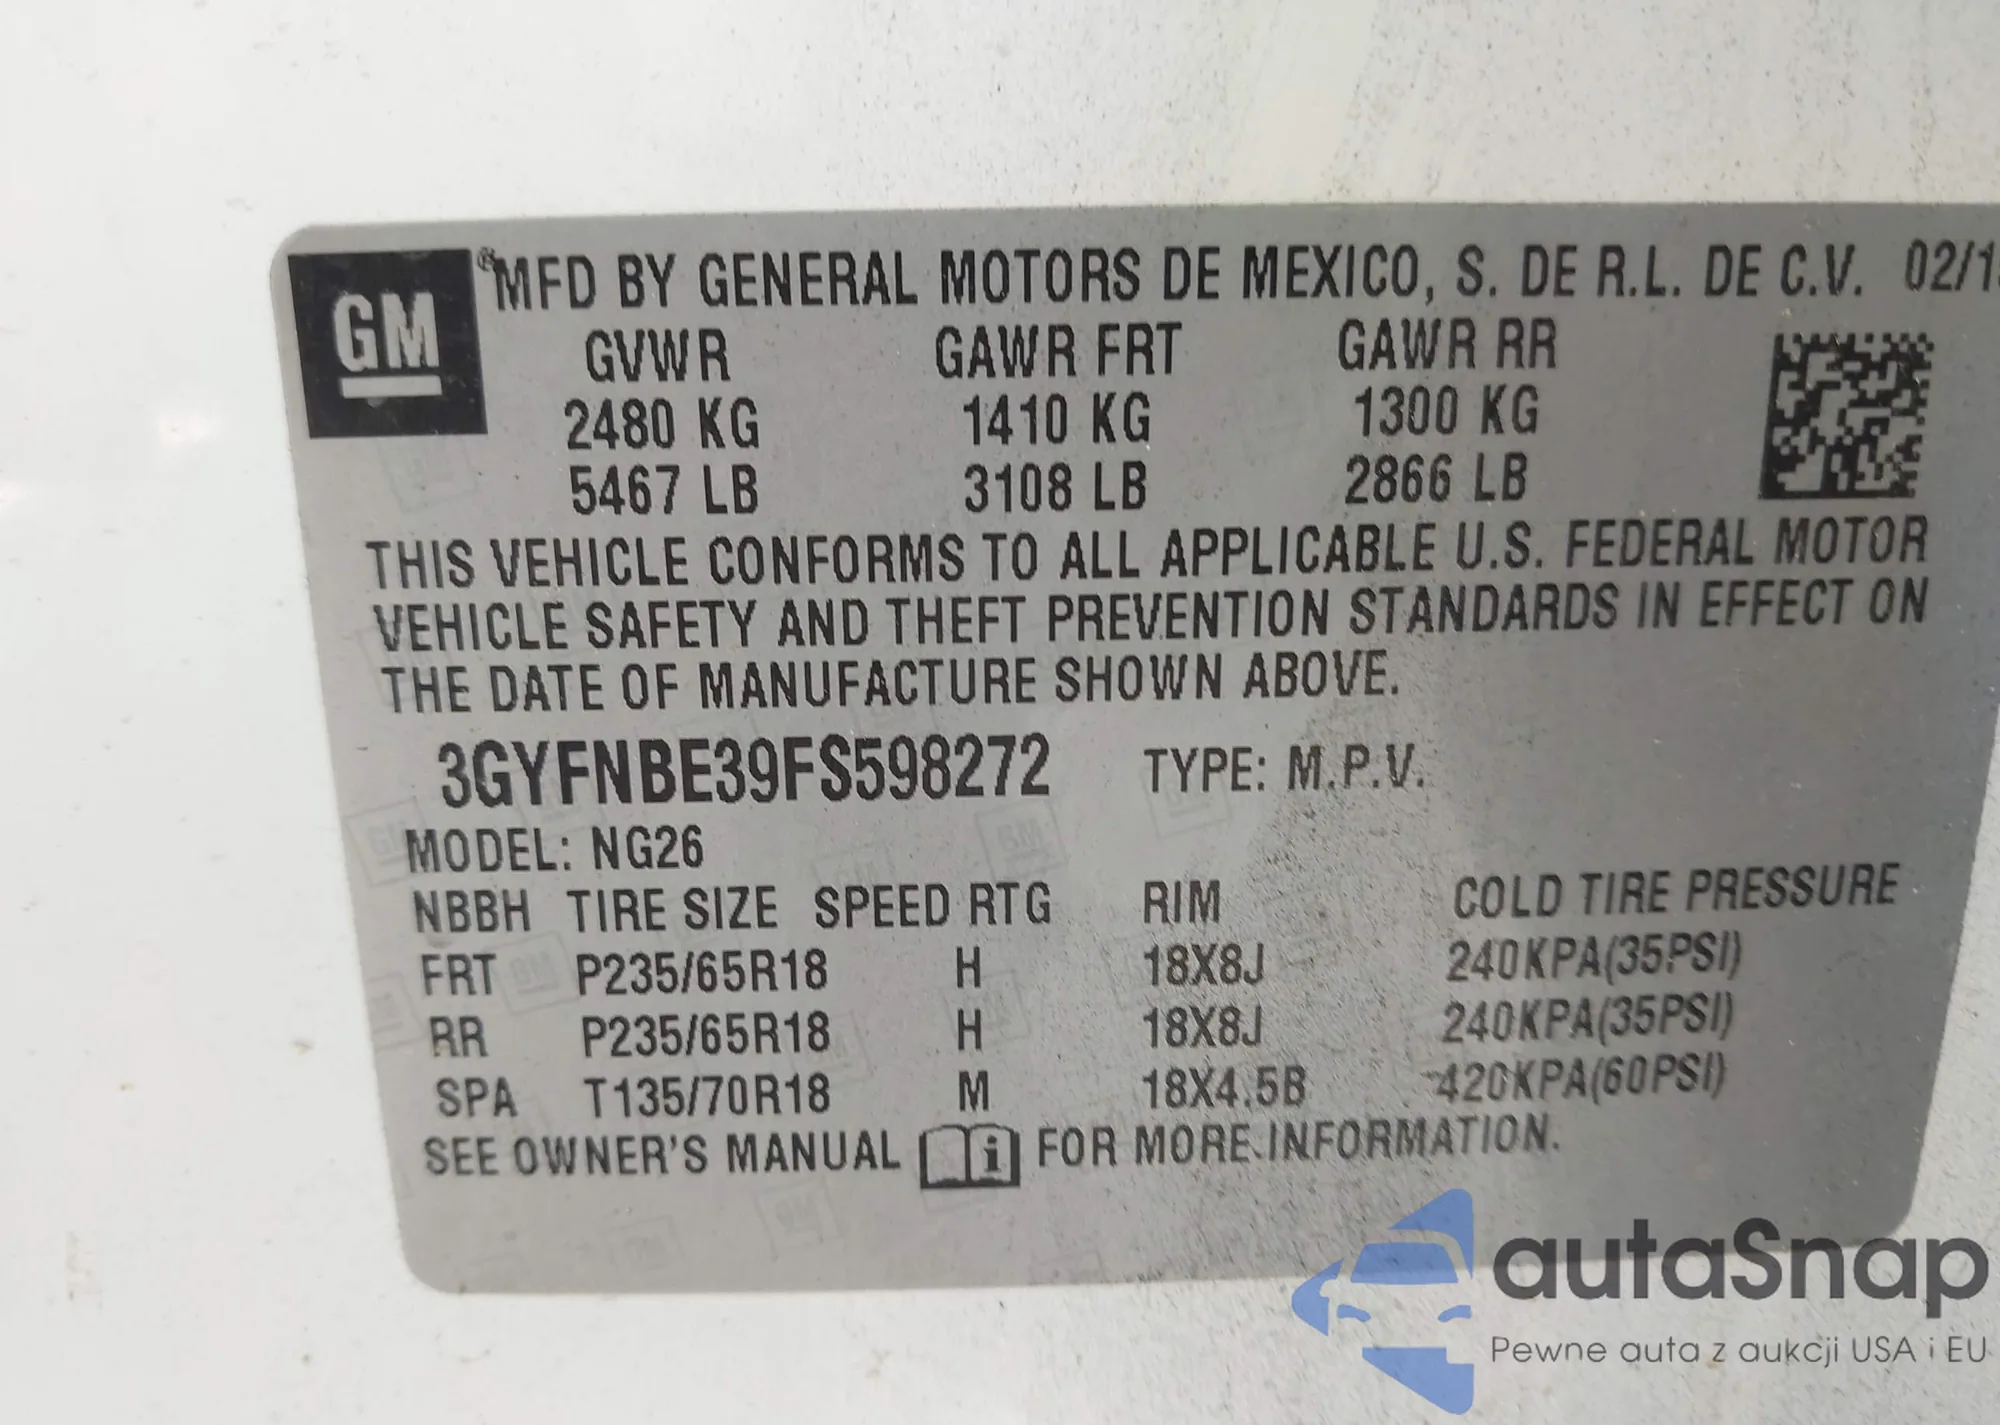 GM
®MFD BY GENERAL MOTORS DE MEXICO, S. DE R.L. DE C.V. 02/1
GVWR GAWR FRT GAWR RR
2480 KG 1410 KG 1300 KG
5467 LB 3108 LB 2866 LB
THIS VEHICLE CONFORMS TO ALL APPLICABLE U.S. FEDERAL MOTOR
VEHICLE SAFETY AND THEFT PREVENTION STANDARDS IN EFFECT ON
THE DATE OF MANUFACTURE SHOWN ABOVE.
3GYFNBE39FS598272 TYPE: M.P.V.
MODEL: NG26
NBBH TIRE SIZE SPEED RTG RIM COLD TIRE PRESSURE
FRT P235/65R18 H 18X8J 240KPA(35PSI)
RR P235/65R18 H 18X8J 240KPA(35PSI)
SPA T135/70R18 M 18X4.5B 420KPA(60PSI)
SEE OWNER'S MANUAL i FOR MORE INFORMATION.
autaSnap
Pewne auta z aukcji USA i EU